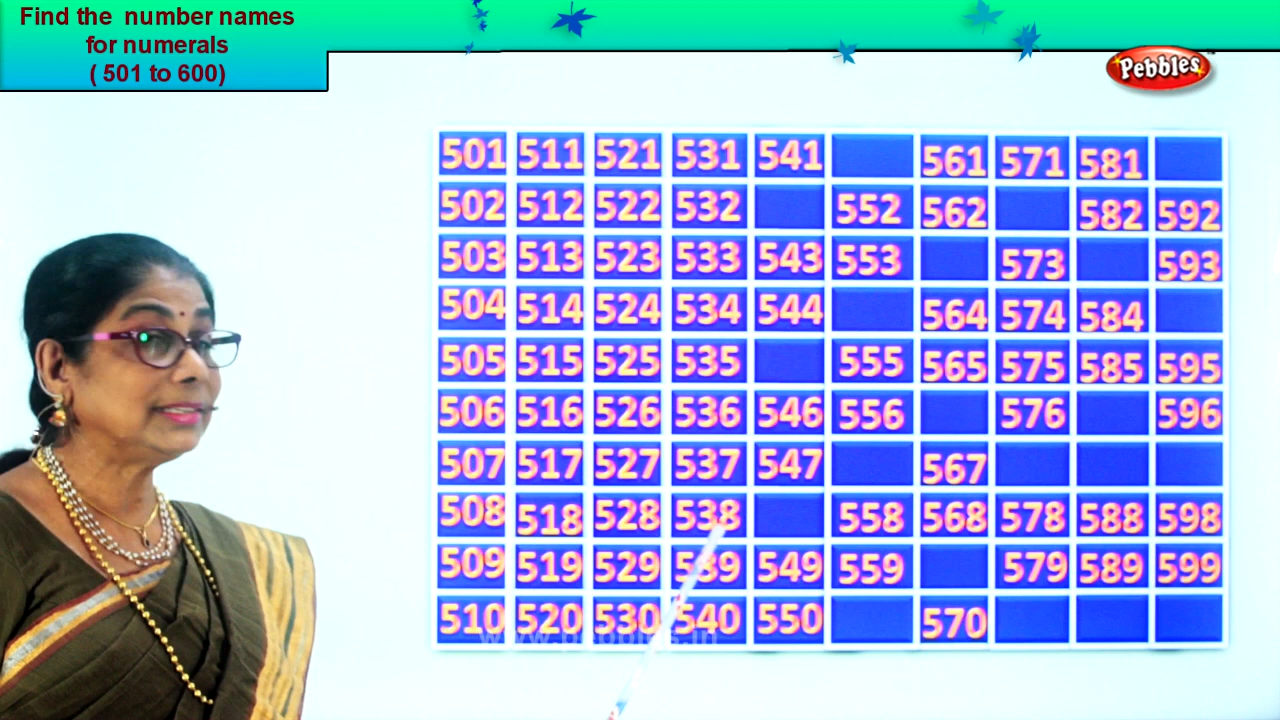 Find the number names
for numerals
( 501 to 600)
Pebbles
501 511 521 531 541 561 571 581
502 512 522 532 552 562 582 592
503 513 523 533 543 553 573 593
504 514 524 534 544 564 574 584
505 515 525 535 555 565 575 585 595
506 516 526 536 546 556 576 596
507 517 527 537 547 567
508 518 528 538 558 568 578 588 598
509 519 529 539 549 559 579 589 599
510 520 530 540 550 570
www.pebbles.in